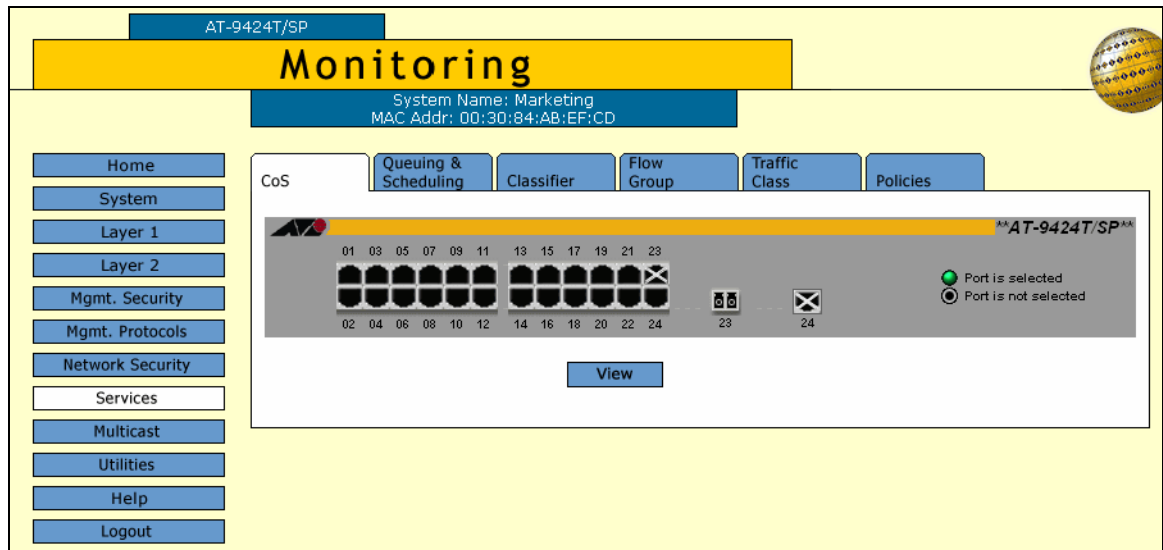 AT-9424T/SP
Monitoring
System Name: Marketing
MAC Addr: 00:30:84:AB:EF:CD
Home
System
Layer 1
Layer 2
Mgmt. Security
Mgmt. Protocols
Network Security
Services
Multicast
Utilities
Help
Logout
CoS
Queuing &
Scheduling
Classifier
Flow
Group
Traffic
Class
Policies
**AT-9424T/SP**
01 03 05 07 09 11 13 15 17 19 21 23
02 04 06 08 10 12 14 16 18 20 22 24 23 24
Port is selected
Port is not selected
View